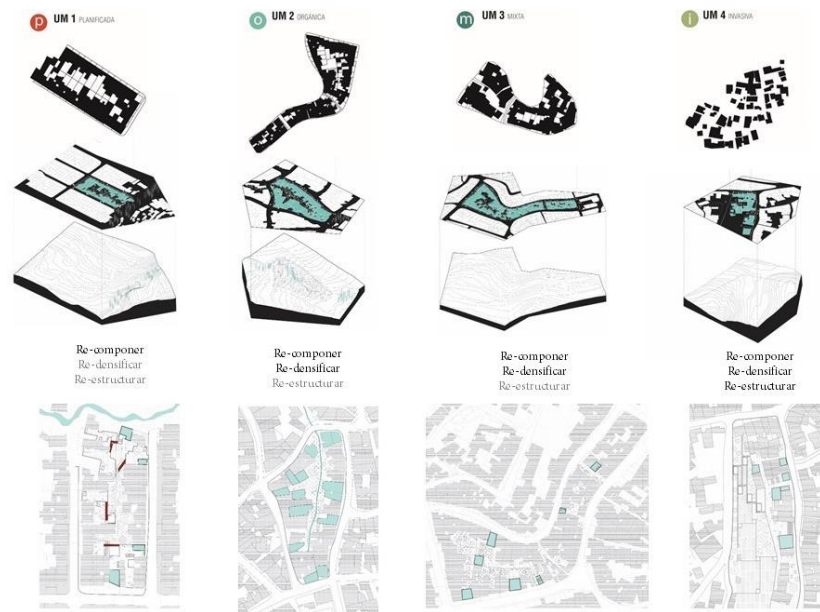 p UM 1 PLANIFICADA
o UM 2 ORGÁNICA
m UM 3 MIXTA
i UM 4 INVASIVA
Re-componer
Re-densificar
Re-estructurar
Re-componer
Re-densificar
Re-estructurar
Re-componer
Re-densificar
Re-estructurar
Re-componer
Re-densificar
Re-estructurar